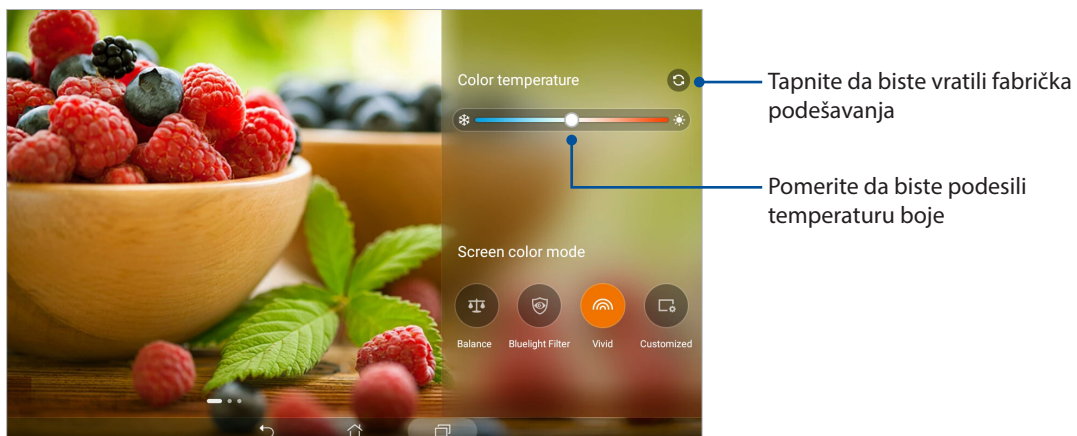 Color temperature
Tapnite da biste vratili fabrička
podešavanja
Pomerite da biste podesili
temperaturu boje
Screen color mode
Balance
Bluelight Filter
Vivid
Customized